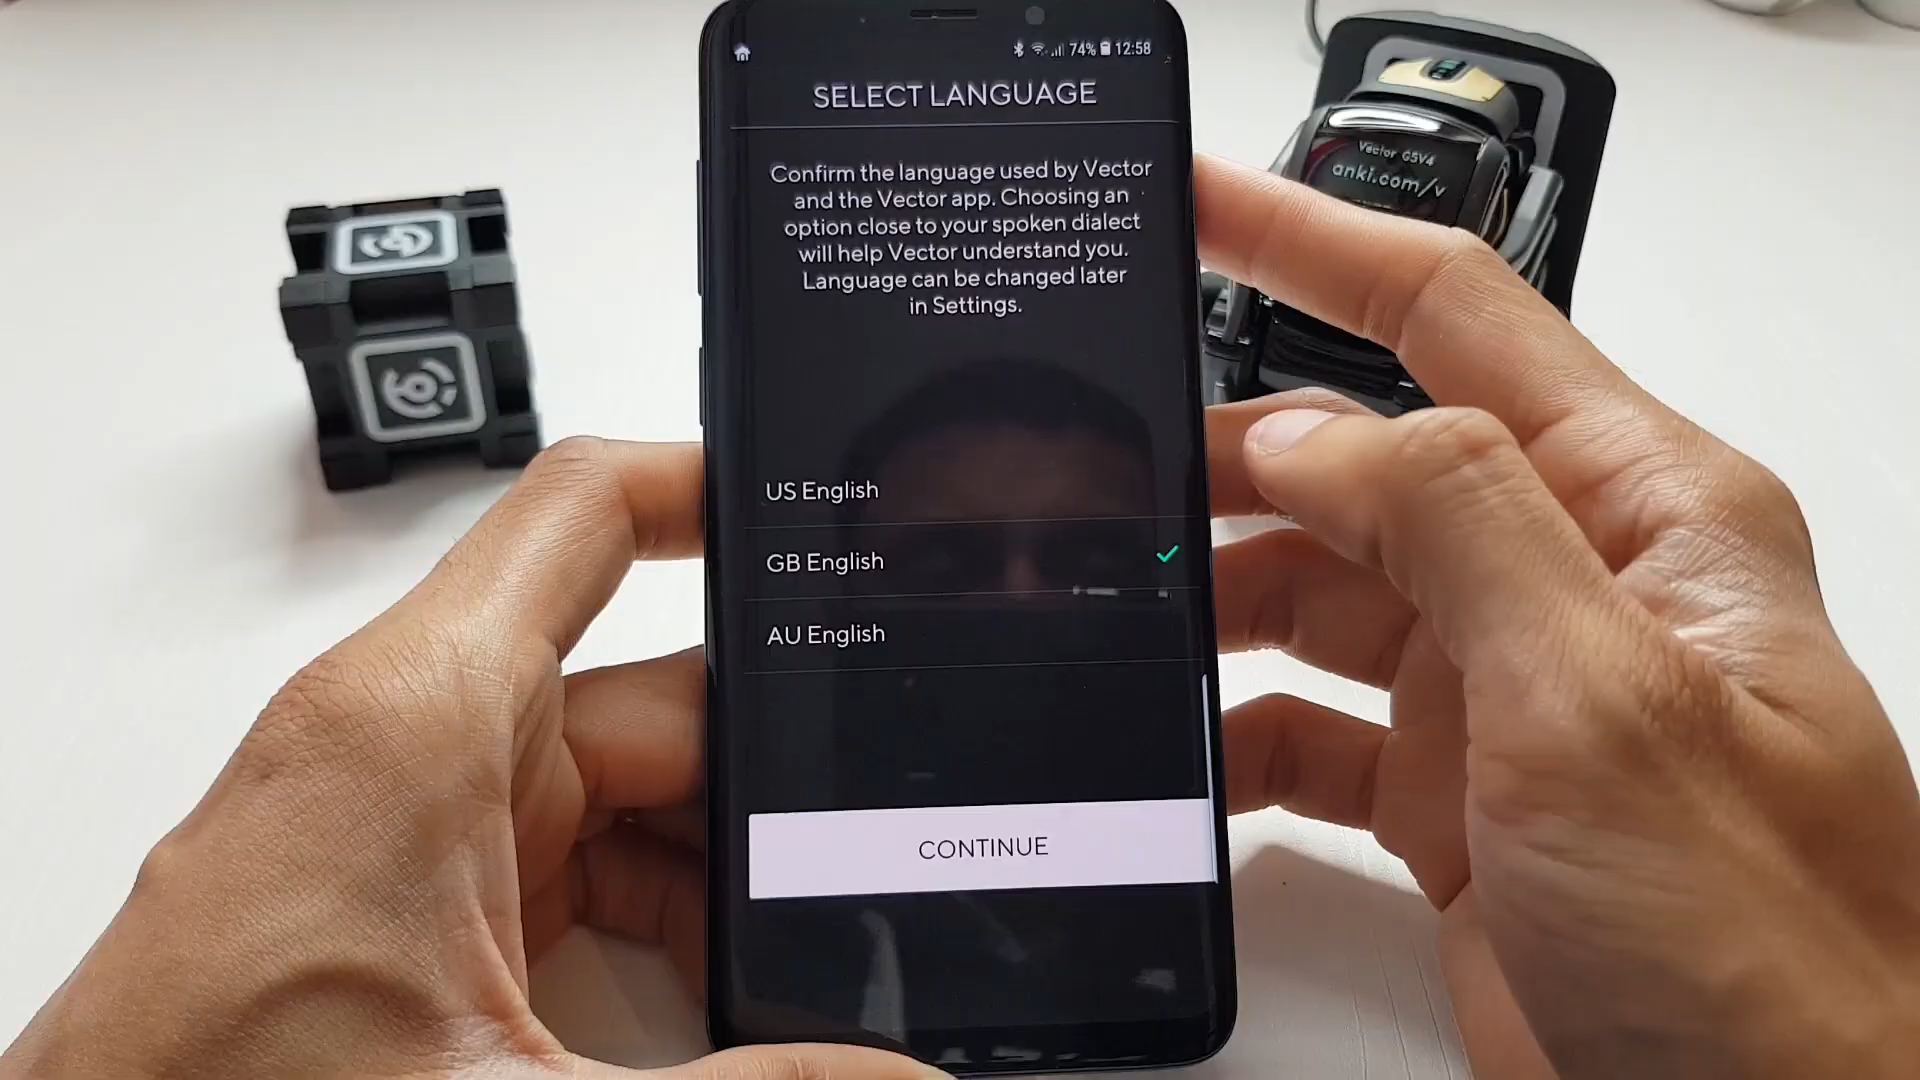 74% 12:58
SELECT LANGUAGE
Confirm the language used by Vector
and the Vector app. Choosing an
option close to your spoken dialect
will help Vector understand you.
Language can be changed later
in Settings.
US English
GB English
AU English
CONTINUE
Vector G5V4
anki.com/v